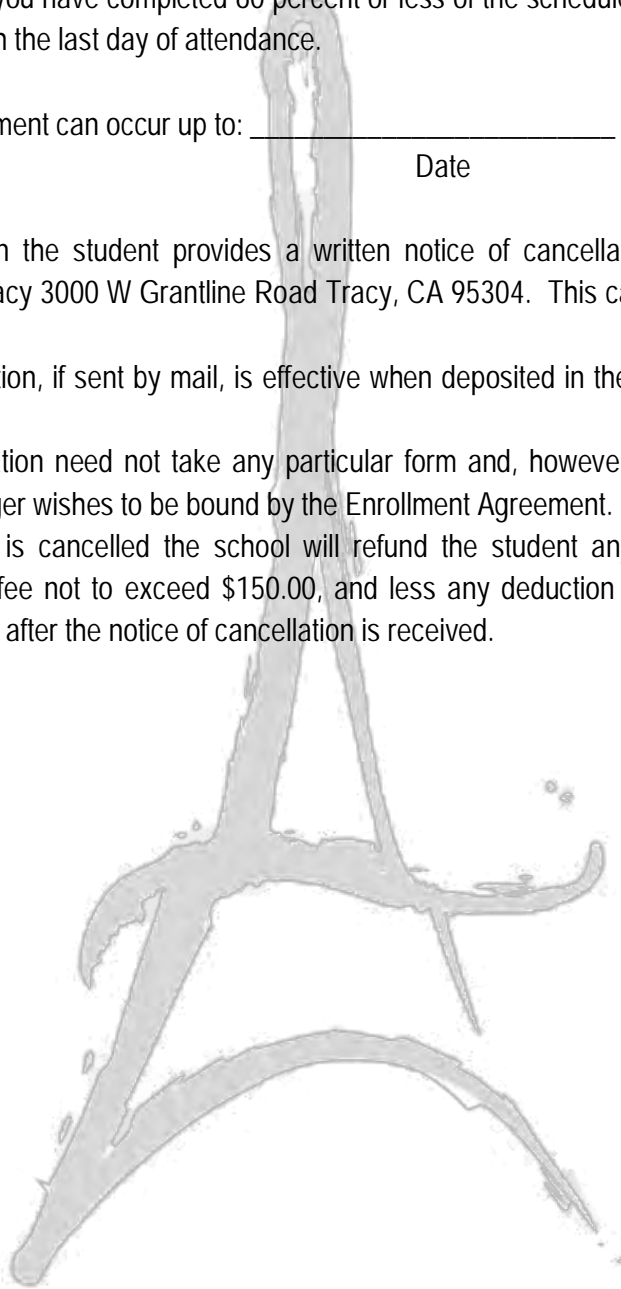 you have completed 60 percent or less of the schedule
n the last day of attendance.
ment can occur up to: _________________________
Date
n the student provides a written notice of cancella
acy 3000 W Grantline Road Tracy, CA 95304. This ca
tion, if sent by mail, is effective when deposited in the
ation need not take any particular form and, howeve
ger wishes to be bound by the Enrollment Agreement.
is cancelled the school will refund the student an
fee not to exceed $150.00, and less any deduction
after the notice of cancellation is received.